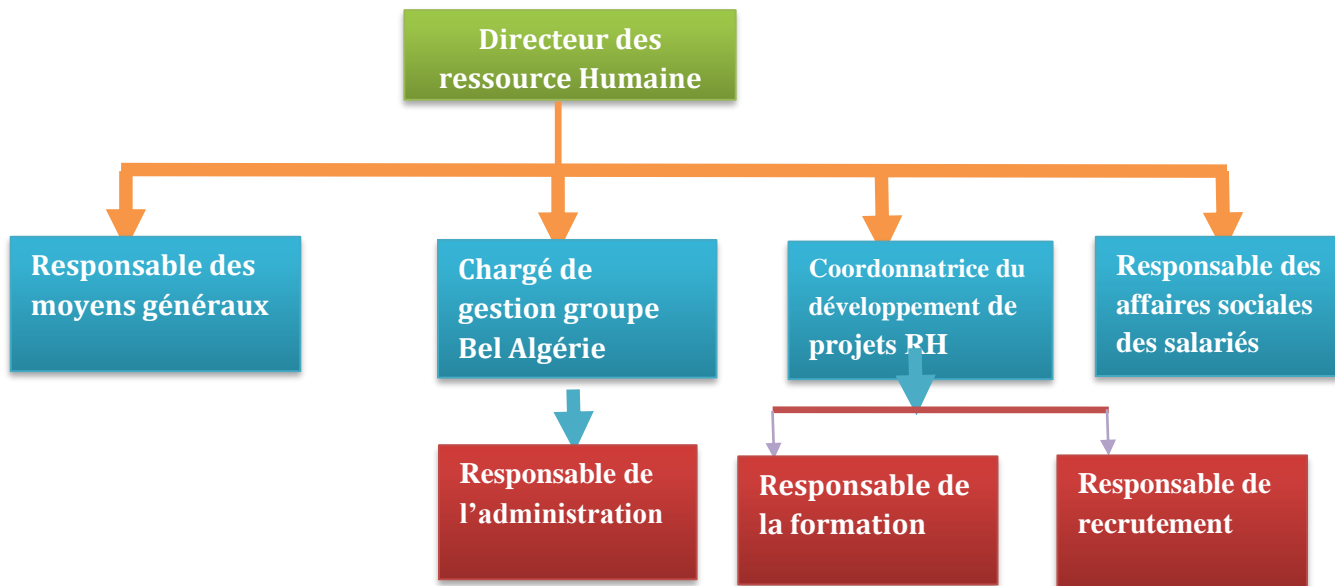 Directeur des
ressource Humaine
Responsable des
moyens généraux
Chargé de
gestion groupe
Bel Algérie
Coordonnatrice du
développement de
projets RH
Responsable des
affaires sociales
des salariés
Responsable de
l’administration
Responsable de
la formation
Responsable de
recrutement